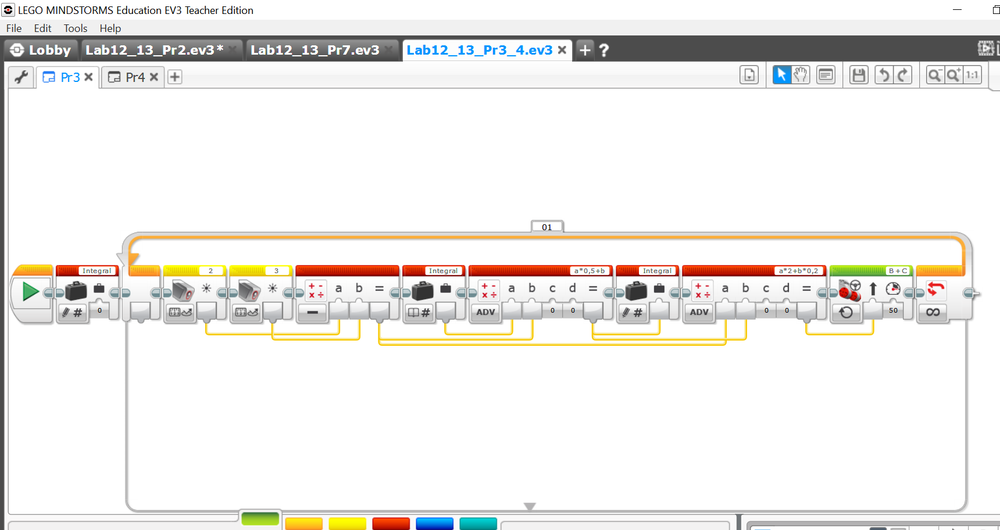 LEGO MINDSTORMS Education EV3 Teacher Edition
File Edit Tools Help
Lobby Lab12_13_Pr2.ev3* Lab12_13_Pr7.ev3 Lab12_13_Pr3_4.ev3 + ?
Pr3 Pr4
1:1
01
Integral 2 3 Integral a*0,5+b Integral a*2+b*0,2 B+C
a b = a b c d = a b c d =
0 # − # ADV 0 0 # ADV 0 0 50 ∞